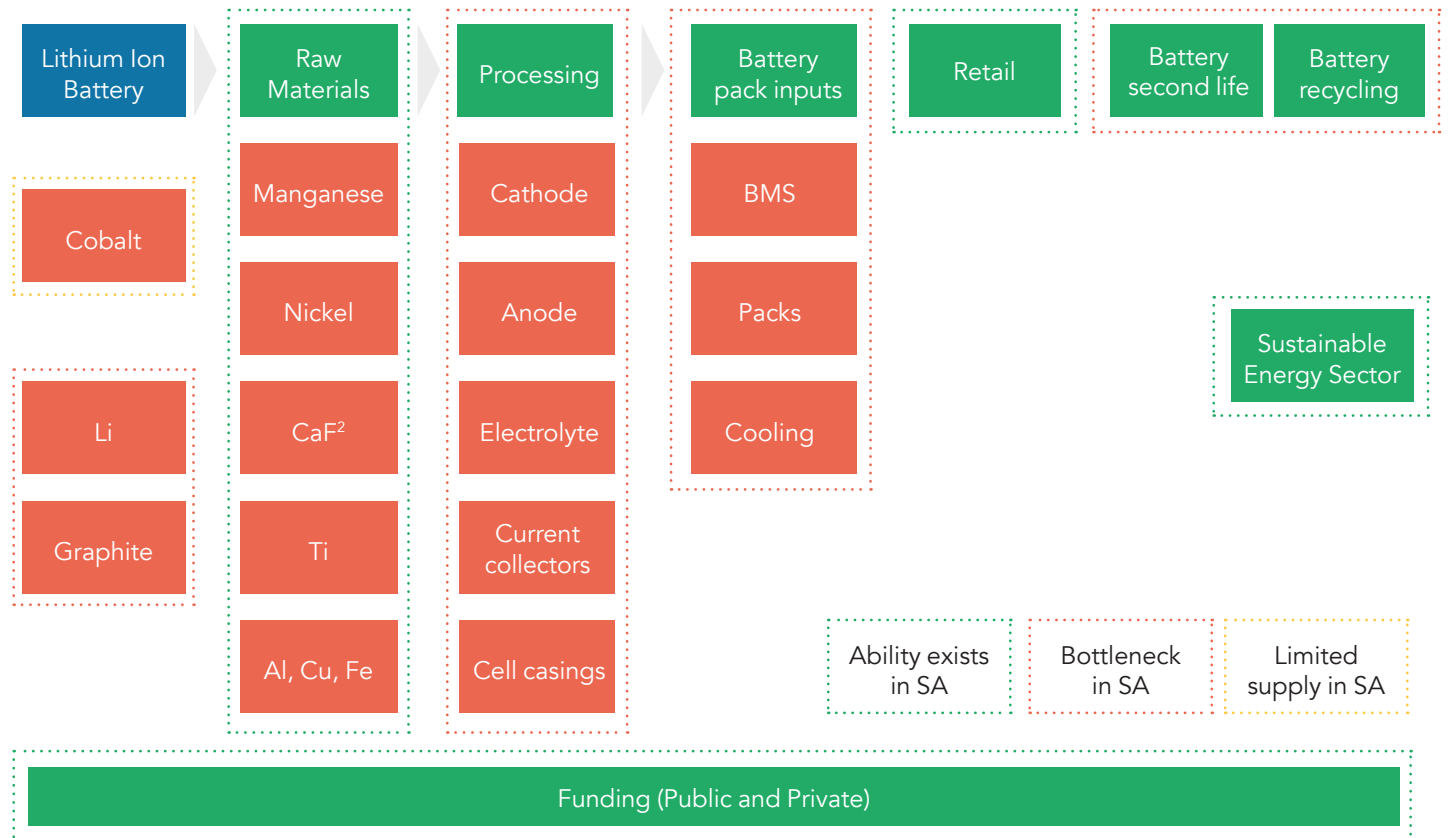 Lithium Ion
Battery
Raw
Materials
Processing
Battery
pack inputs
Retail
Battery
second life
Battery
recycling
Cobalt
Li
Graphite
Manganese
Nickel
CaF²
Ti
Al, Cu, Fe
Cathode
Anode
Electrolyte
Current
collectors
Cell casings
BMS
Packs
Cooling
Sustainable
Energy Sector
Ability exists
in SA
Bottleneck
in SA
Limited
supply in SA
Funding (Public and Private)